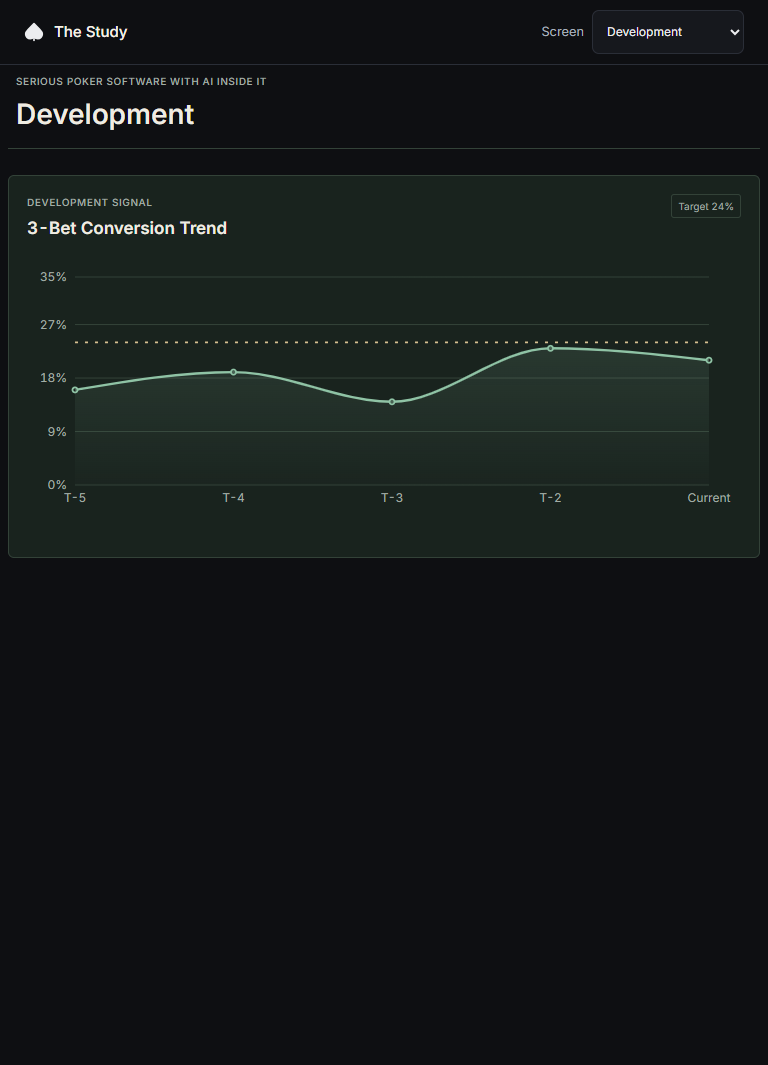 The Study
Screen
Development
SERIOUS POKER SOFTWARE WITH AI INSIDE IT
Development
DEVELOPMENT SIGNAL
Target 24%
3-Bet Conversion Trend
35%
27%
18%
9%
0%
T-5
T-4
T-3
T-2
Current